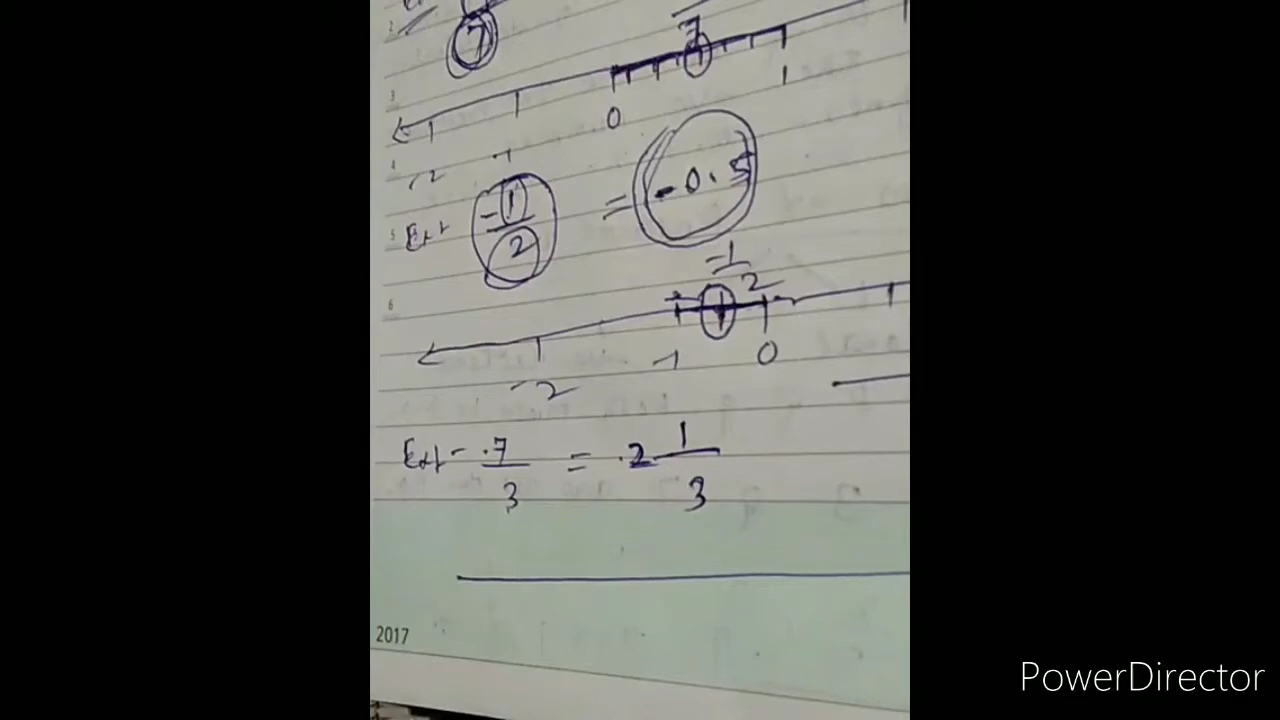 7
7
0 1
-2 -1
Ex- -1/2 = -0.5
-1/2
-2 -1 0
Ex- .7/3 = .2 1/3
2017
PowerDirector